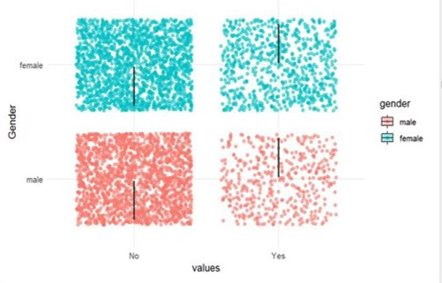 Gender
female
male
No
Yes
values
gender
male
female